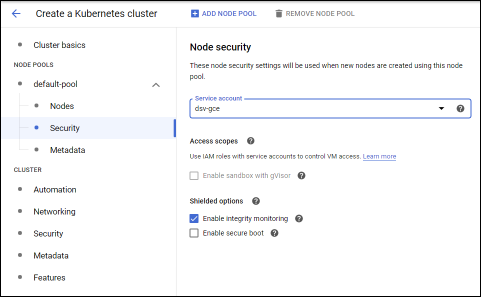 Create a Kubernetes cluster
ADD NODE POOL
REMOVE NODE POOL
Cluster basics
NODE POOLS
default-pool
Nodes
Security
Metadata
CLUSTER
Automation
Networking
Security
Metadata
Features
Node security
These node security settings will be used when new nodes are created using this node
pool.
Service account
dsv-gce
Access scopes
Use IAM roles with service accounts to control VM access. Learn more
Enable sandbox with gVisor
Shielded options
Enable integrity monitoring
Enable secure boot